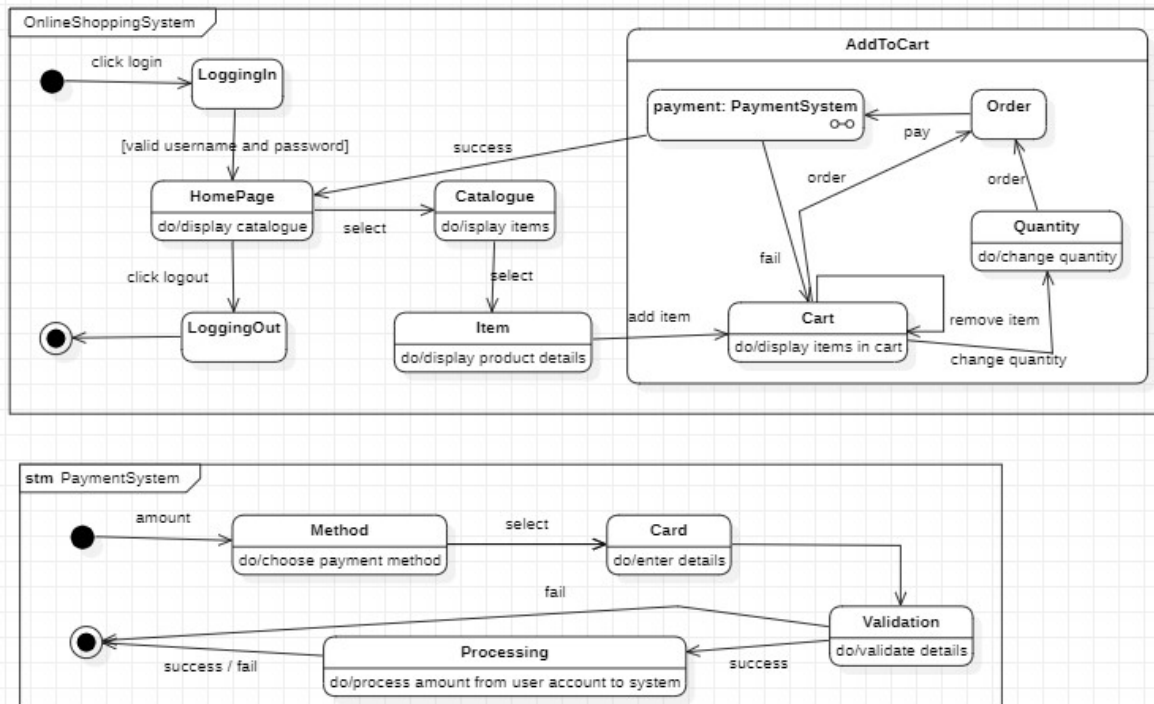 OnlineShoppingSystem
click login
LoggingIn
[valid username and password]
HomePage
do/display catalogue
select
Catalogue
do/isplay items
select
click logout
LoggingOut
Item
do/display product details
add item
success
AddToCart
payment: PaymentSystem
pay
Order
order
order
Quantity
do/change quantity
fail
Cart
do/display items in cart
remove item
change quantity
stm PaymentSystem
amount
Method
do/choose payment method
select
Card
do/enter details
fail
Validation
do/validate details
success
Processing
do/process amount from user account to system
success / fail